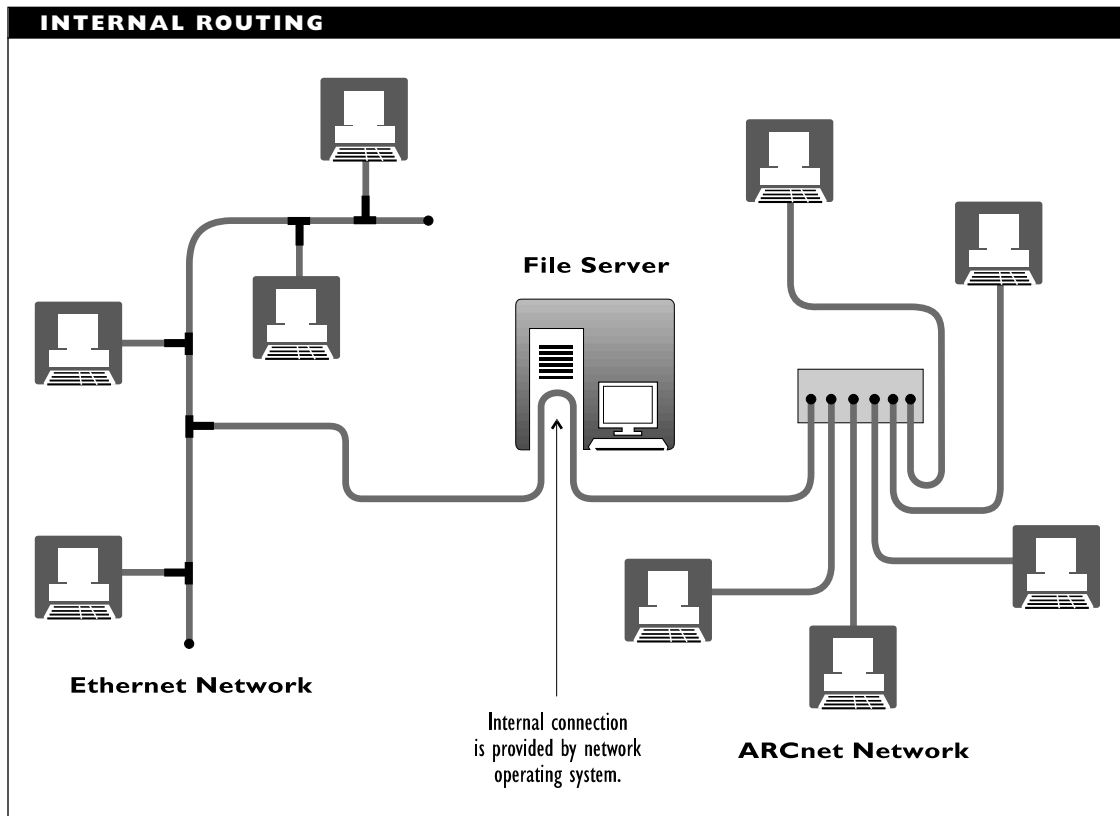 INTERNAL ROUTING
File Server
Ethernet Network
Internal connection
is provided by network
operating system.
ARCnet Network